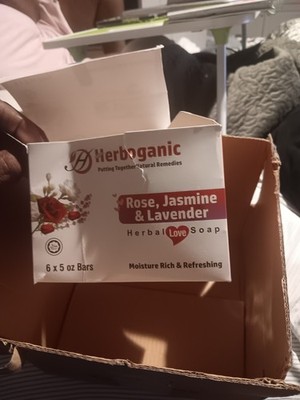 Herboganic
Putting Together Natural Remedies
Rose, Jasmine
& Lavender
Herbal Love Soap
6 x 5 oz Bars
Moisture Rich & Refreshing